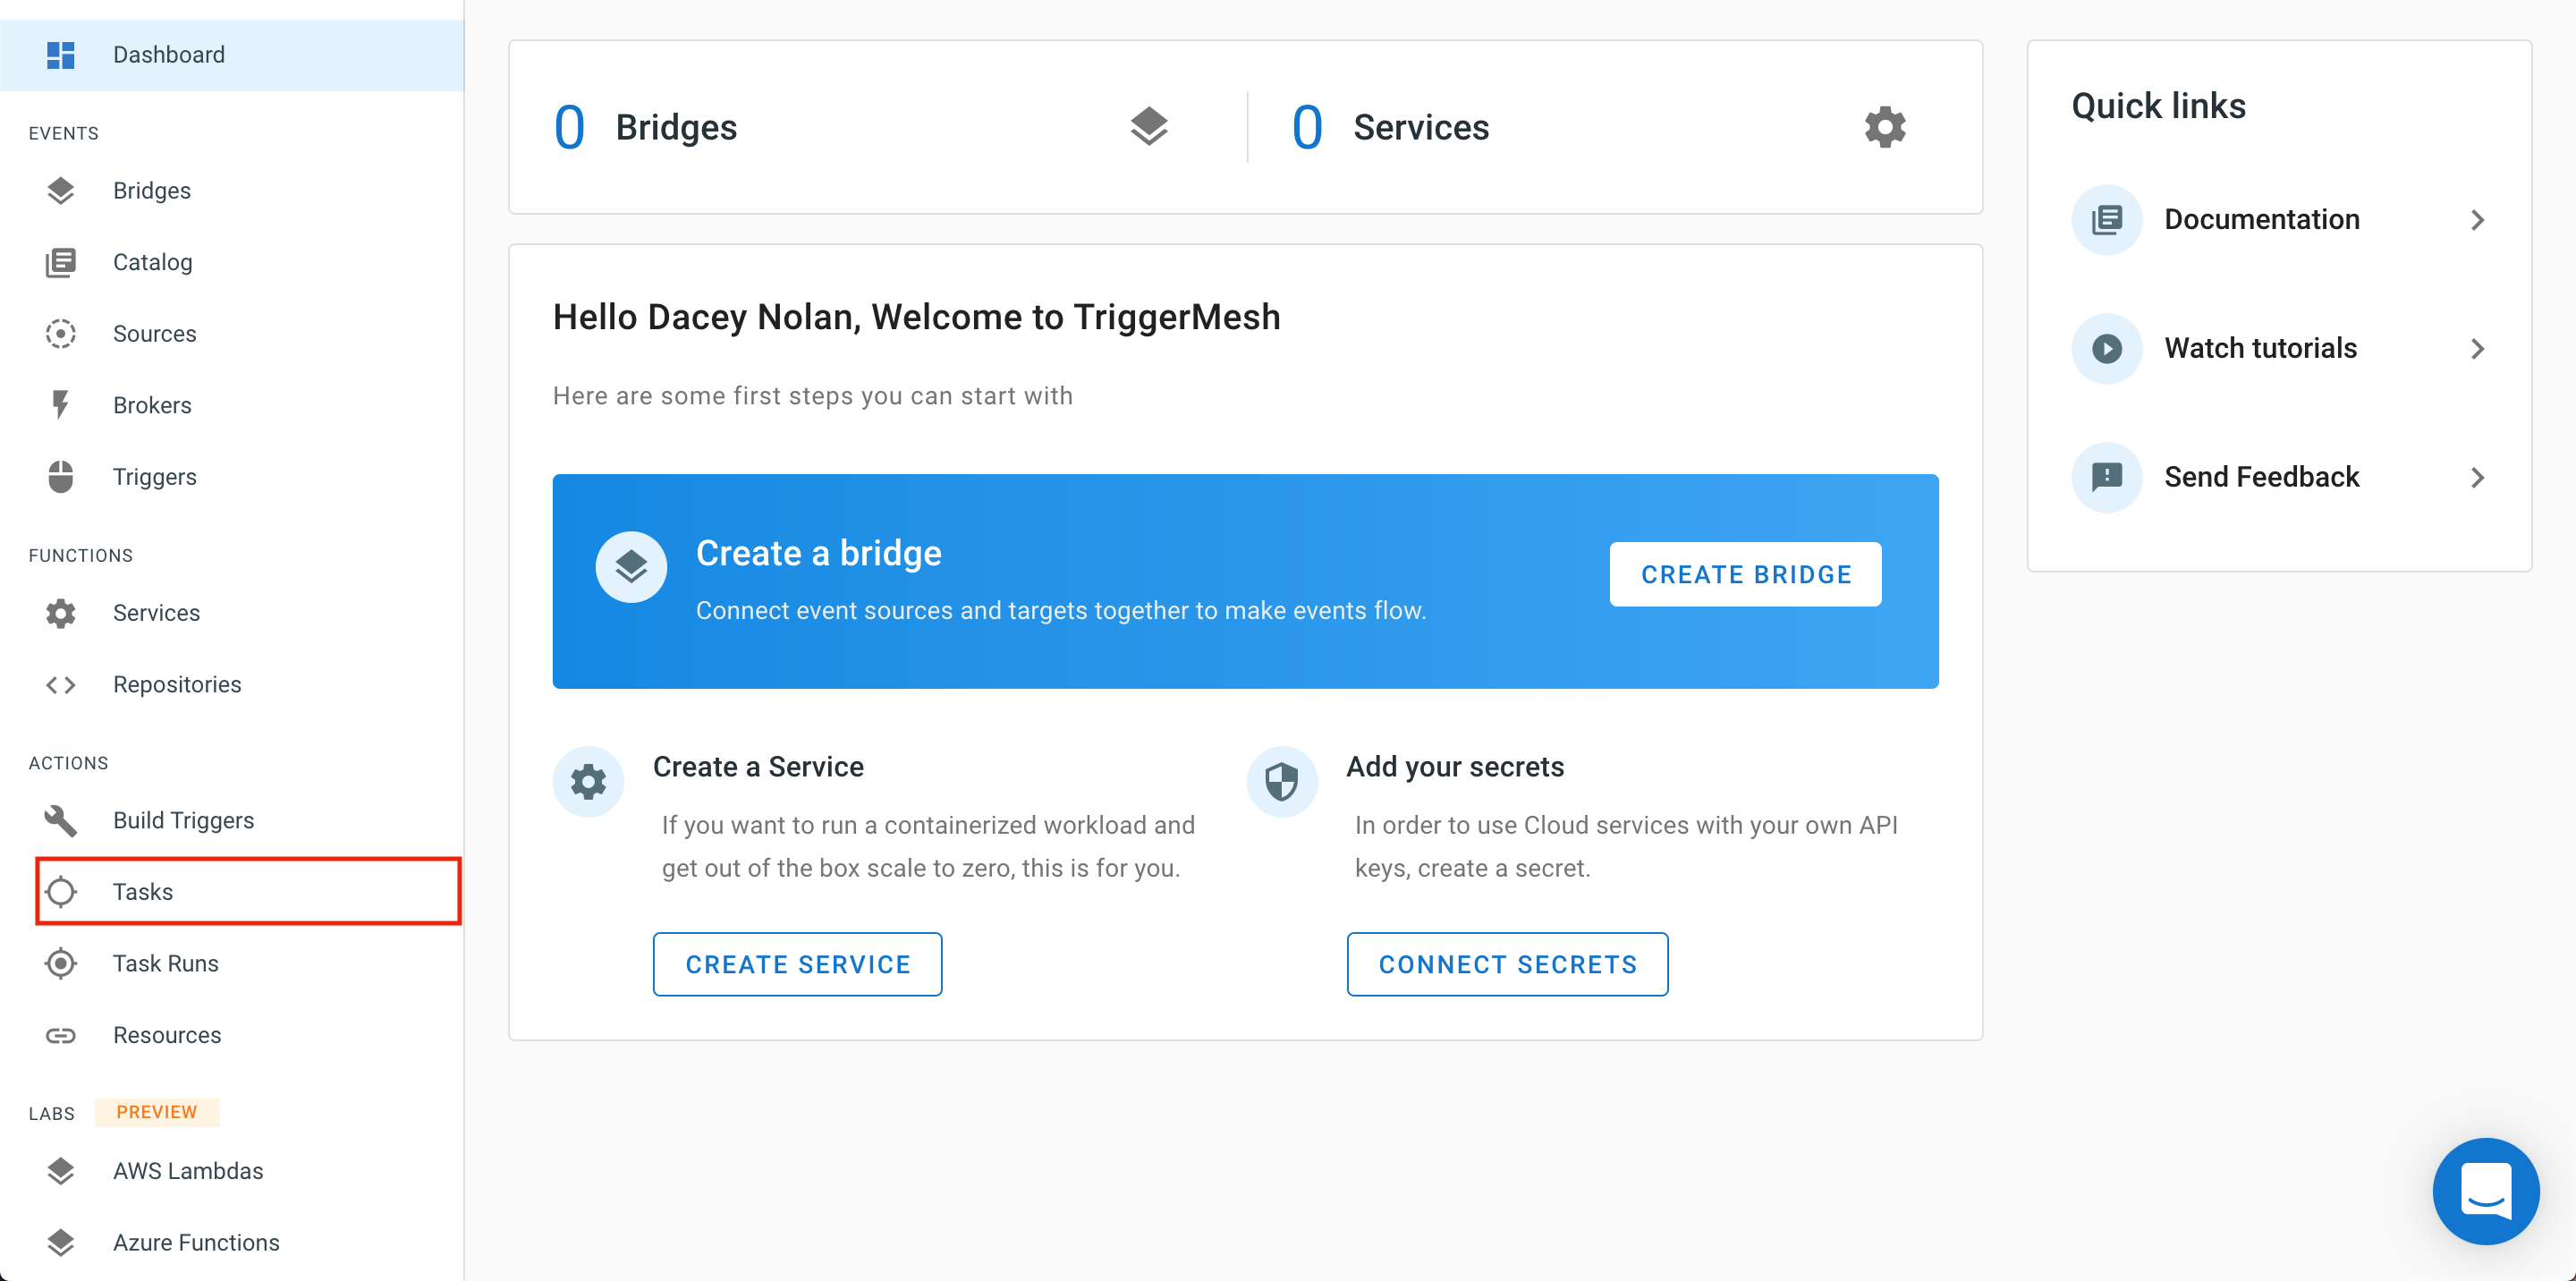 Dashboard
EVENTS
Bridges
Catalog
Sources
Brokers
Triggers
FUNCTIONS
Services
Repositories
ACTIONS
Build Triggers
Tasks
Task Runs
Resources
LABS PREVIEW
AWS Lambdas
Azure Functions
0 Bridges
0 Services
Hello Dacey Nolan, Welcome to TriggerMesh
Here are some first steps you can start with
Create a bridge
Connect event sources and targets together to make events flow.
CREATE BRIDGE
Create a Service
If you want to run a containerized workload and
get out of the box scale to zero, this is for you.
CREATE SERVICE
Add your secrets
In order to use Cloud services with your own API
keys, create a secret.
CONNECT SECRETS
Quick links
Documentation
Watch tutorials
Send Feedback